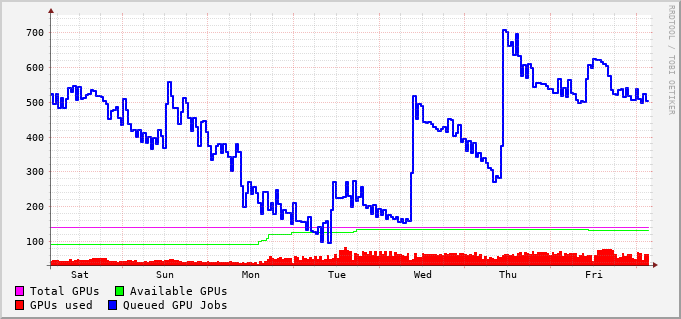 700
600
500
400
300
200
100
Sat Sun Mon Tue Wed Thu Fri
Total GPUs Available GPUs
GPUs used Queued GPU Jobs
RRDTOOL / TOBI OETIKER